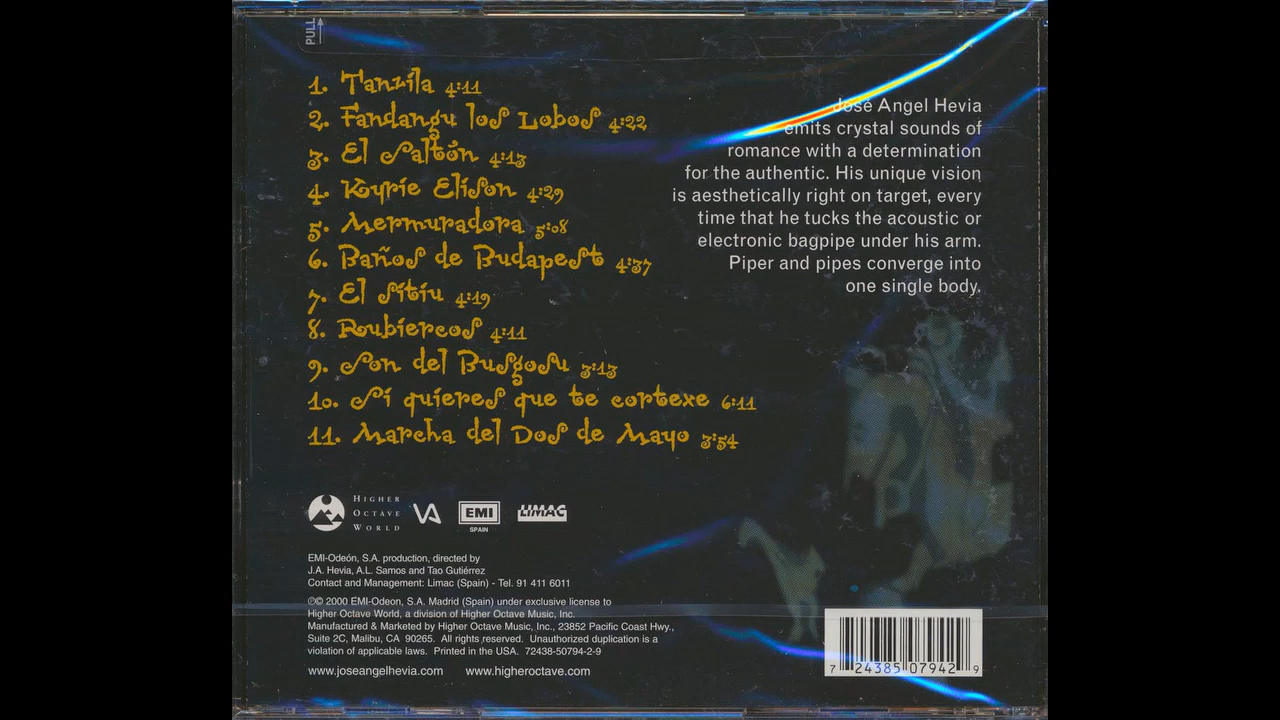 PULL
1. Tanzila 4:11
2. Fandangu los Lobos 4:22
3. El Saltón 4:13
4. Kyrie Elison 4:29
5. Mermuradora 5:08
6. Baños de Budapest 4:37
7. El Sitiu 4:19
8. Rubiercos 4:11
9. Son del Busgosu 3:13
10. Si quieres que te cortexe 6:11
11. Marcha del Dos de Mayo 3:54
José Angel Hevia
emits crystal sounds of
romance with a determination
for the authentic. His unique vision
is aesthetically right on target, every
time that he tucks the acoustic or
electronic bagpipe under his arm.
Piper and pipes converge into
one single body.
HIGHER
OCTAVE
WORLD
VA
EMI
SPAIN
LIMAC
EMI-Odeón, S.A. production, directed by
J.A. Hevia, A.L. Samos and Tao Gutiérrez
Contact and Management: Limac (Spain) - Tel. 91 411 6011
℗© 2000 EMI-Odeon, S.A. Madrid (Spain) under exclusive license to
Higher Octave World, a division of Higher Octave Music, Inc.
Manufactured & Marketed by Higher Octave Music, Inc., 23852 Pacific Coast Hwy.,
Suite 2C, Malibu, CA 90265. All rights reserved. Unauthorized duplication is a
violation of applicable laws. Printed in the USA. 72438-50794-2-9
www.joseangelhevia.com www.higheroctave.com
7 24385 07942 9